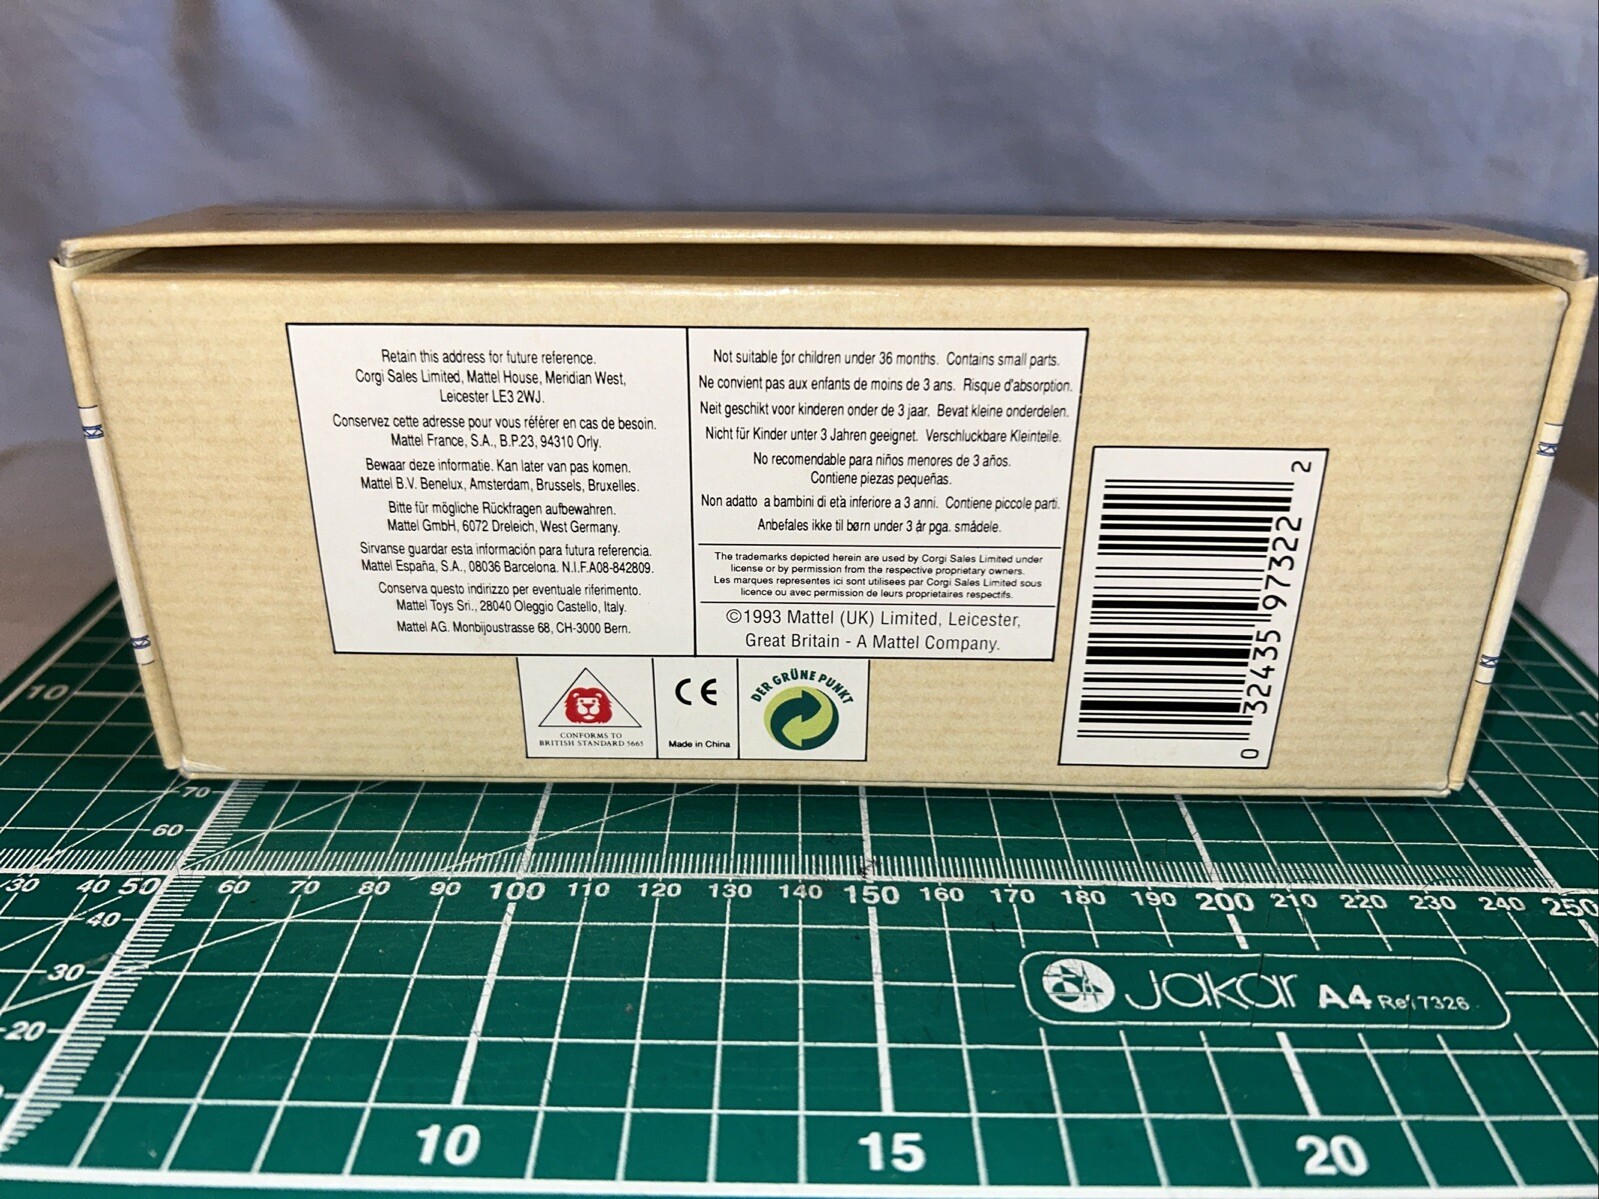 Retain this address for future reference.
Corgi Sales Limited, Mattel House, Meridian West,
Leicester LE3 2WJ.
Conservez cette adresse pour vous référer en cas de besoin.
Mattel France, S.A., B.P.23, 94310 Orly.
Bewaar deze informatie. Kan later van pas komen.
Mattel B.V. Benelux, Amsterdam, Brussels, Bruxelles.
Bitte für mögliche Rückfragen aufbewahren.
Mattel GmbH, 6072 Dreleich, West Germany.
Sirvanse guardar esta información para futura referencia.
Mattel España, S.A., 08036 Barcelona. N.I.F.A08-842809.
Conserva questo indirizzo per eventuale riferimento.
Mattel Toys Sri., 28040 Oleggio Castello, Italy.
Mattel AG. Monbijoustrasse 68, CH-3000 Bern.
Not suitable for children under 36 months. Contains small parts.
Ne convient pas aux enfants de moins de 3 ans. Risque d'absorption.
Neit geschikt voor kinderen onder de 3 jaar. Bevat kleine onderdelen.
Nicht für Kinder unter 3 Jahren geeignet. Verschluckbare Kleinteile.
No recomendable para niños menores de 3 años.
Contiene piezas pequeñas.
Non adatto a bambini di età inferiore a 3 anni. Contiene piccole parti.
Anbefales ikke til børn under 3 år pga. smådele.
The trademarks depicted herein are used by Corgi Sales Limited under
license or by permission from the respective proprietary owners.
Les marques representes ici sont utilisees par Corgi Sales Limited sous
licence ou avec permission de leurs proprietaires respectifs.
©1993 Mattel (UK) Limited, Leicester,
Great Britain - A Mattel Company.
CONFORMS TO
BRITISH STANDARD 5665
CE
Made in China
DER GRÜNE PUNKT
0 32435 97322 2
10
70
60
30 40 50 60 70 80 90 100 110 120 130 140 150 160 170 180 190 200 210 220 230 240 250
40
30
20
Jakar A4 Ref 7326
10 15 20